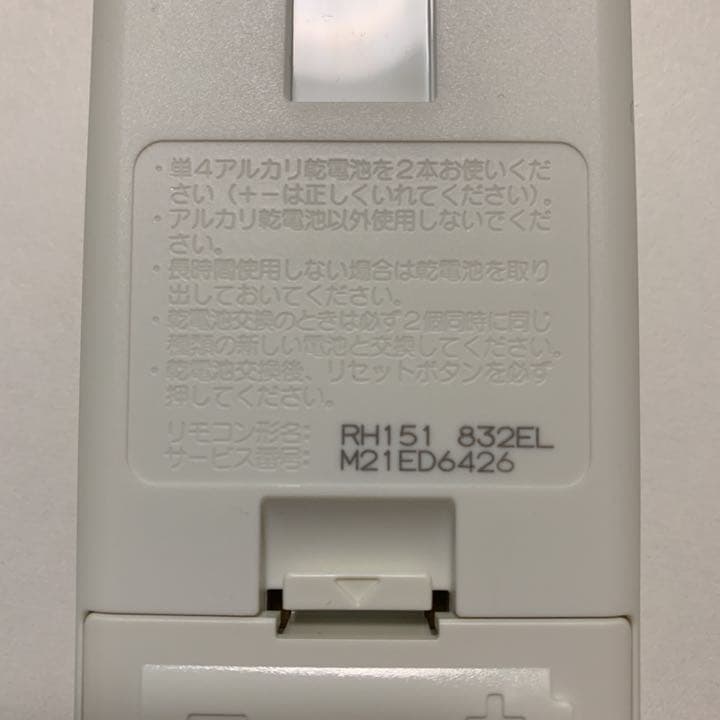 ・単4アルカリ乾電池を2本お使いくだ
さい(+-は正しくいれてください)。
・アルカリ乾電池以外使用しないでくだ
さい。
・長時間使用しない場合は乾電池を取り
出しておいてください。
・乾電池交換のときは必ず2個同時に同じ
種類の新しい電池と交換してください。
・乾電池交換後、リセットボタンを必ず
押してください。
リモコン形名: RH151 832EL
サービス番号: M21ED6426